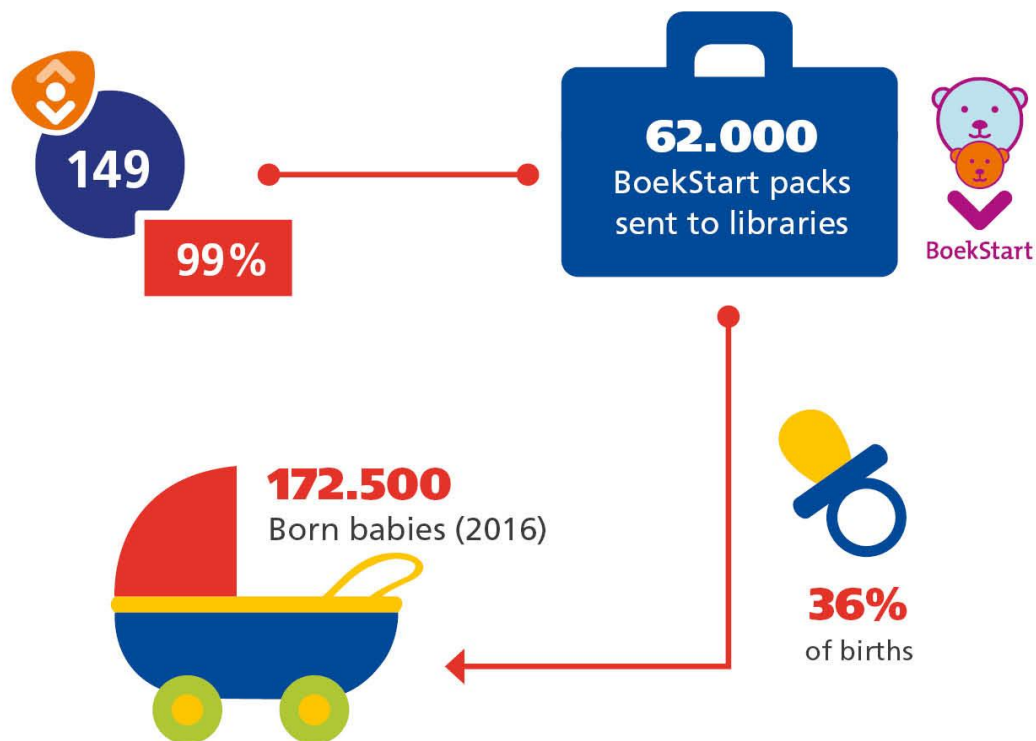 149
99%
62.000
BoekStart packs
sent to libraries
BoekStart
172.500
Born babies (2016)
36%
of births